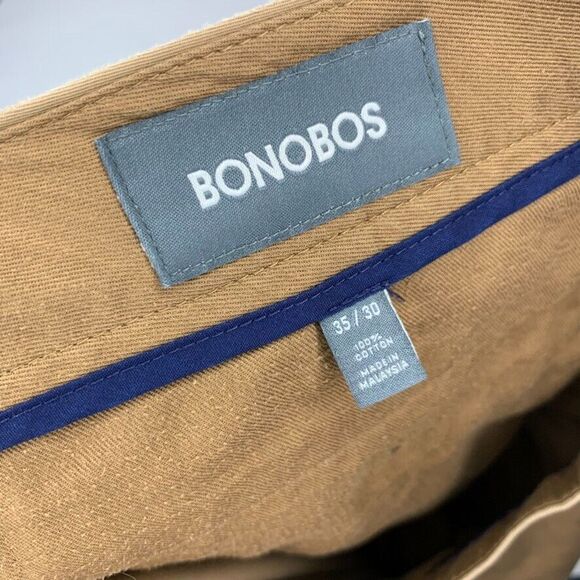 BONOBOS
35 / 30
100%
COTTON
MADE IN
MALAYSIA